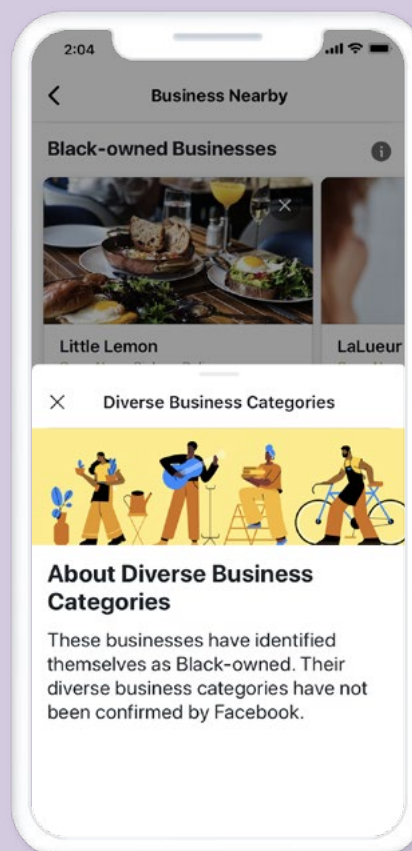 2:04
Business Nearby
Black-owned Businesses
Little Lemon
LaLueur
Diverse Business Categories
About Diverse Business
Categories
These businesses have identified
themselves as Black-owned. Their
diverse business categories have not
been confirmed by Facebook.